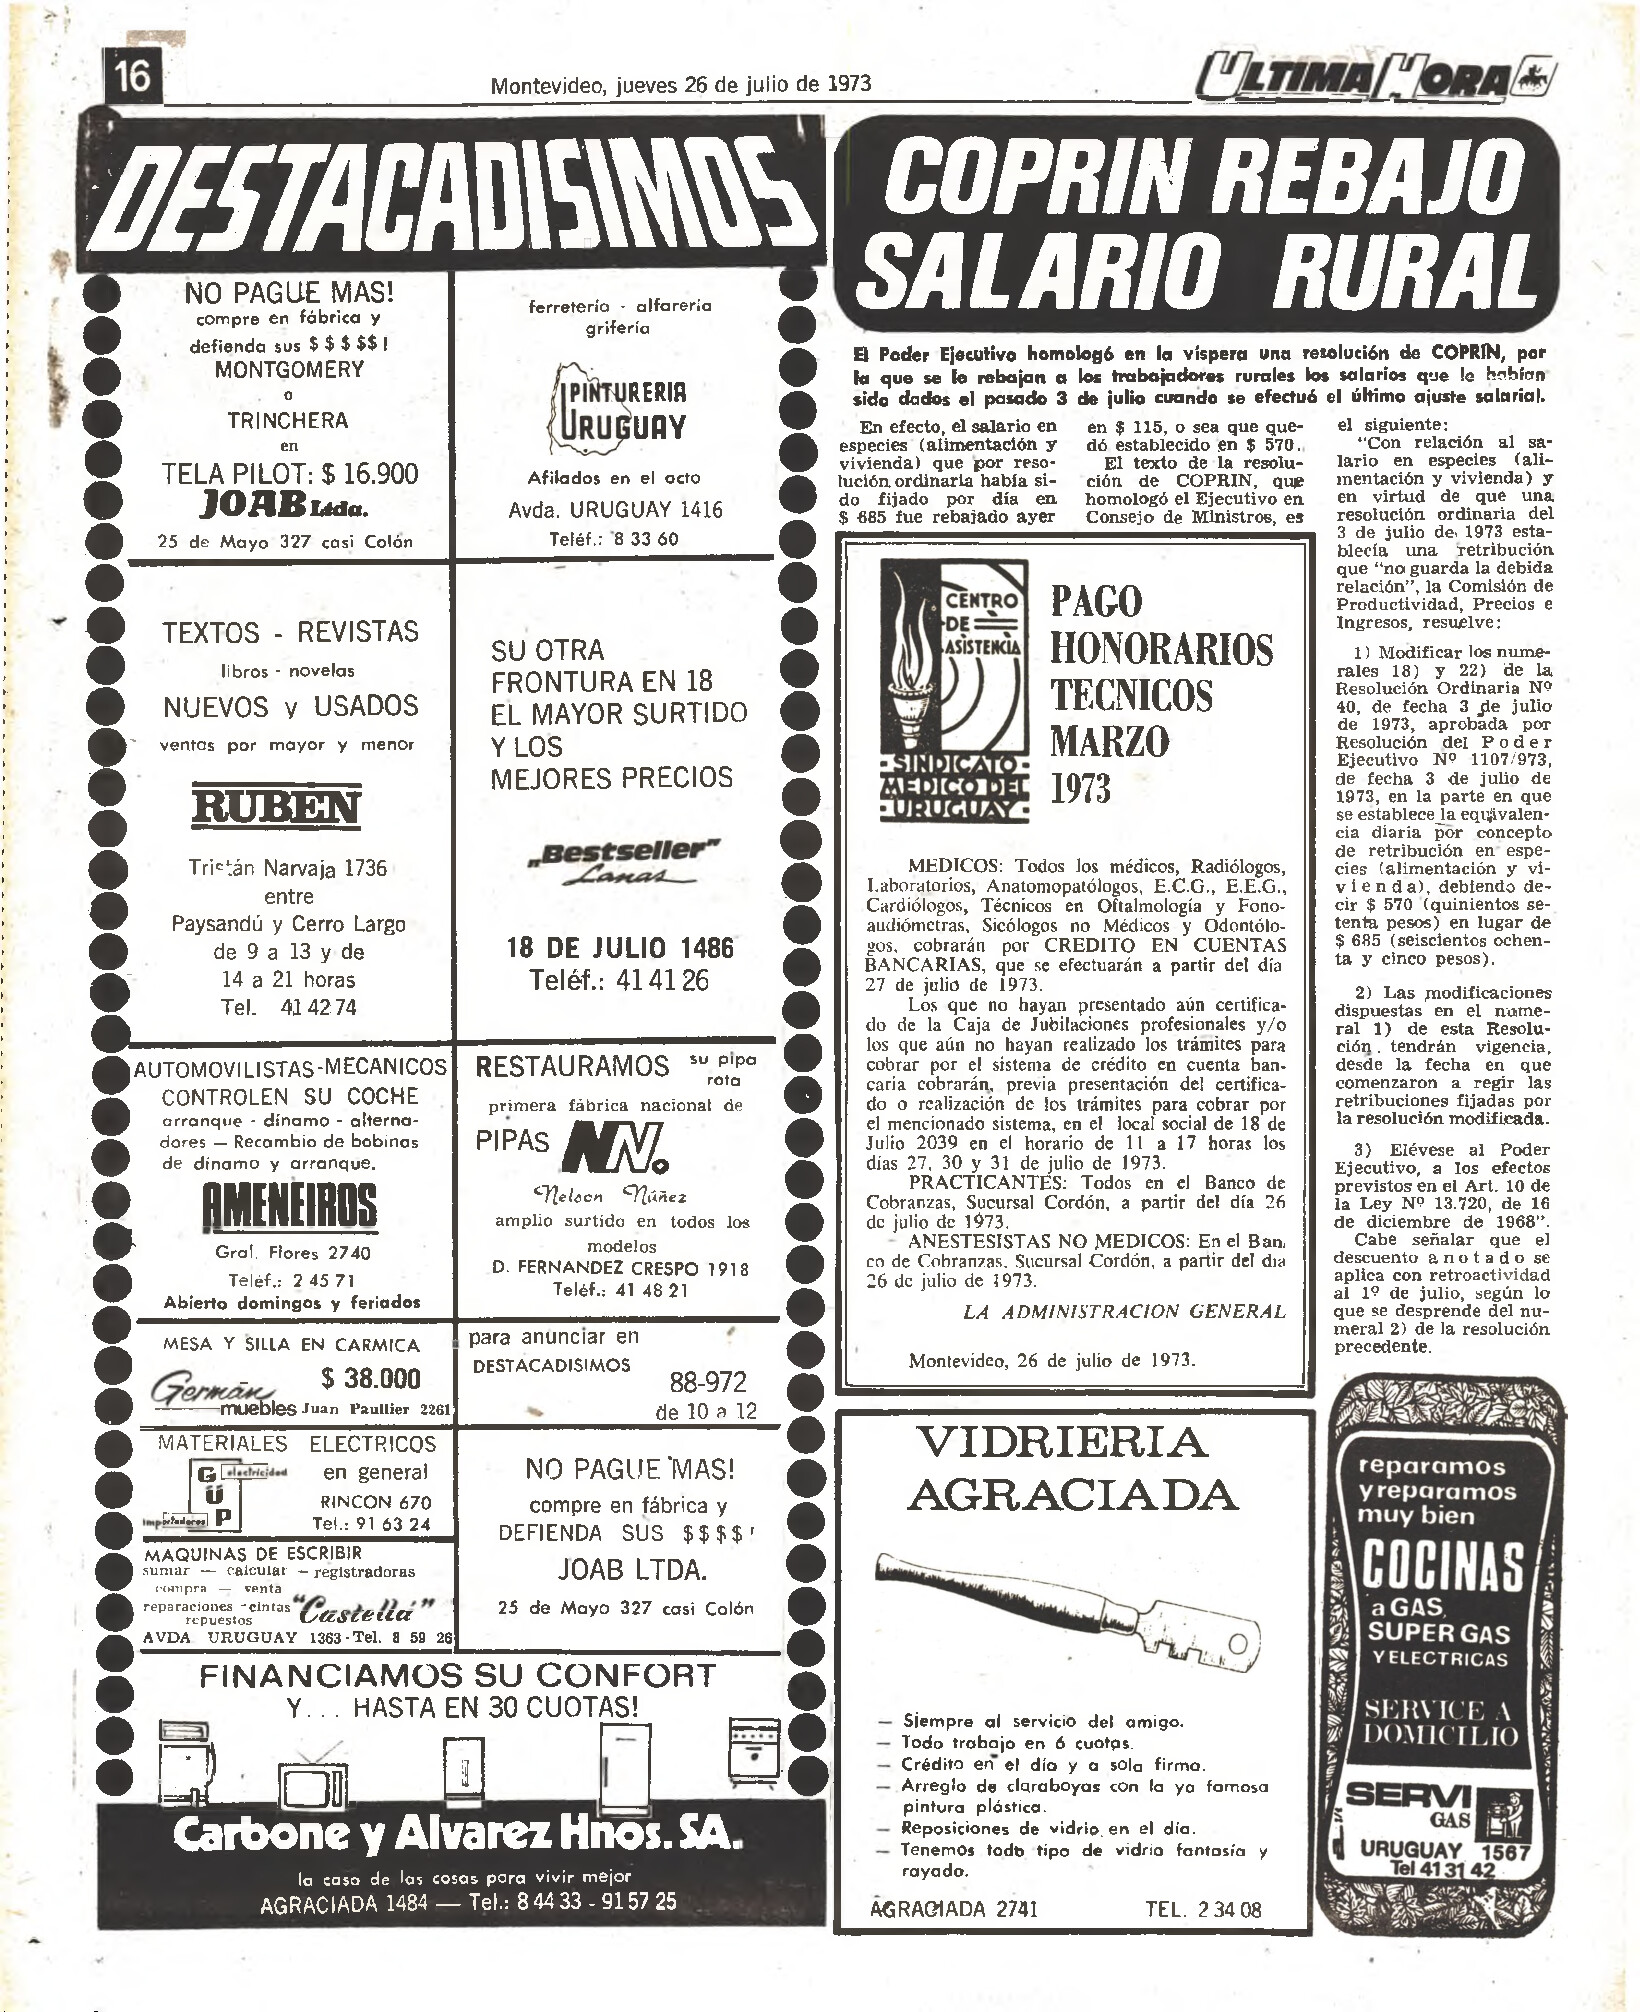 16
Montevideo, jueves 26 de julio de 1973
ULTIMA HORA
DESTACADISIMOS
NO PAGUE MAS!
compre en fábrica y
defienda sus $ $ $ $$ !
MONTGOMERY
o
TRINCHERA
en
TELA PILOT: $ 16.900
JOAB Ltda.
25 de Mayo 327 casi Colón
ferretería - alfarería
grifería
PINTURERIA
URUGUAY
Afilados en el acto
Avda. URUGUAY 1416
Teléf.: 8 33 60
TEXTOS - REVISTAS
libros - novelas
NUEVOS y USADOS
ventas por mayor y menor
RUBEN
Tristán Narvaja 1736
entre
Paysandú y Cerro Largo
de 9 a 13 y de
14 a 21 horas
Tel. 41 42 74
SU OTRA
FRONTURA EN 18
EL MAYOR SURTIDO
Y LOS
MEJORES PRECIOS
„Bestseller"
Lanas
18 DE JULIO 1486
Teléf.: 41 41 26
AUTOMOVILISTAS-MECANICOS
CONTROLEN SU COCHE
arranque - dínamo - alterna-
dores — Recambio de bobinas
de dínamo y arranque.
AMENEIROS
Gral. Flores 2740
Teléf.: 2 45 71
Abierto domingos y feriados
RESTAURAMOS su pipa
rota
primera fábrica nacional de
PIPAS NN.
Nelson Núñez
amplio surtido en todos los
modelos
D. FERNANDEZ CRESPO 1918
Teléf.: 41 48 21
MESA Y SILLA EN CARMICA
$ 38.000
Germán
muebles Juan Paullier 2261
para anunciar en
DESTACADISIMOS
88-972
de 10 a 12
MATERIALES ELECTRICOS
G electricidad en general
Ü RINCON 670
importadores P Tel.: 91 63 24
MAQUINAS DE ESCRIBIR
sumar — calcular — registradoras
compra — venta
reparaciones - cintas "Castellá"
repuestos
AVDA URUGUAY 1363 - Tel. 8 59 26
NO PAGUE MAS!
compre en fábrica y
DEFIENDA SUS $$$$!
JOAB LTDA.
25 de Mayo 327 casi Colón
FINANCIAMOS SU CONFORT
Y... HASTA EN 30 CUOTAS!
Carbone y Alvarez Hnos. SA.
la casa de las cosas para vivir mejor
AGRACIADA 1484 — Tel.: 8 44 33 - 91 57 25
COPRIN REBAJO
SALARIO RURAL
El Poder Ejecutivo homologó en la víspera una resolución de COPRIN, por
la que se le rebajan a los trabajadores rurales los salarios que le habían
sido dados el pasado 3 de julio cuando se efectuó el último ajuste salarial.
En efecto, el salario en
especies (alimentación y
vivienda) que por reso-
lución ordinaria había si-
do fijado por día en
$ 685 fue rebajado ayer
en $ 115, o sea que que-
dó establecido en $ 570.
El texto de la resolu-
ción de COPRIN, que
homologó el Ejecutivo en
Consejo de Ministros, es
el siguiente:
"Con relación al sa-
lario en especies (ali-
mentación y vivienda) y
en virtud de que una
resolución ordinaria del
3 de julio de 1973 esta-
blecía una retribución
que "no guarda la debida
relación", la Comisión de
Productividad, Precios e
Ingresos, resuelve:
1) Modificar los nume-
rales 18) y 22) de la
Resolución Ordinaria Nº
40, de fecha 3 de julio
de 1973, aprobada por
Resolución del Poder
Ejecutivo Nº 1107/973,
de fecha 3 de julio de
1973, en la parte en que
se establece la equivalen-
cia diaria por concepto
de retribución en espe-
cies (alimentación y vi-
vienda), debiendo de-
cir $ 570 (quinientos se-
tenta pesos) en lugar de
$ 685 (seiscientos ochen-
ta y cinco pesos).
2) Las modificaciones
dispuestas en el nume-
ral 1) de esta Resolu-
ción. tendrán vigencia,
desde la fecha en que
comenzaron a regir las
retribuciones fijadas por
la resolución modificada.
3) Elévese al Poder
Ejecutivo, a los efectos
previstos en el Art. 10 de
la Ley Nº 13.720, de 16
de diciembre de 1968".
Cabe señalar que el
descuento anotado se
aplica con retroactividad
al 1º de julio, según lo
que se desprende del nu-
meral 2) de la resolución
precedente.
CENTRO
DE
ASISTENCIA
SINDICATO
MEDICO DEL
URUGUAY
PAGO
HONORARIOS
TECNICOS
MARZO
1973
MEDICOS: Todos los médicos, Radiólogos,
Laboratorios, Anatomopatólogos, E.C.G., E.E.G.,
Cardiólogos, Técnicos en Oftalmología y Fono-
audiómetras, Sicólogos no Médicos y Odontólo-
gos, cobrarán por CREDITO EN CUENTAS
BANCARIAS, que se efectuarán a partir del día
27 de julio de 1973.
Los que no hayan presentado aún certifica-
do de la Caja de Jubilaciones profesionales y/o
los que aún no hayan realizado los trámites para
cobrar por el sistema de crédito en cuenta ban-
caria cobrarán, previa presentación del certifica-
do o realización de los trámites para cobrar por
el mencionado sistema, en el local social de 18 de
Julio 2039 en el horario de 11 a 17 horas los
días 27, 30 y 31 de julio de 1973.
PRACTICANTES: Todos en el Banco de
Cobranzas, Sucursal Cordón, a partir del día 26
de julio de 1973.
ANESTESISTAS NO MEDICOS: En el Ban-
co de Cobranzas, Sucursal Cordón, a partir del día
26 de julio de 1973.
LA ADMINISTRACION GENERAL
Montevideo, 26 de julio de 1973.
VIDRIERIA
AGRACIADA
— Siempre al servicio del amigo.
— Todo trabajo en 6 cuotas.
— Crédito en el día y a sola firma.
— Arreglo de claraboyas con la ya famosa
pintura plástica.
— Reposiciones de vidrio en el día.
— Tenemos todo tipo de vidrio fantasía y
rayado.
AGRACIADA 2741 TEL. 2 34 08
reparamos
y reparamos
muy bien
COCINAS
a GAS,
SUPER GAS
Y ELECTRICAS
SERVICE A
DOMICILIO
SERVI
GAS
URUGUAY 1567
Tel 41 31 42